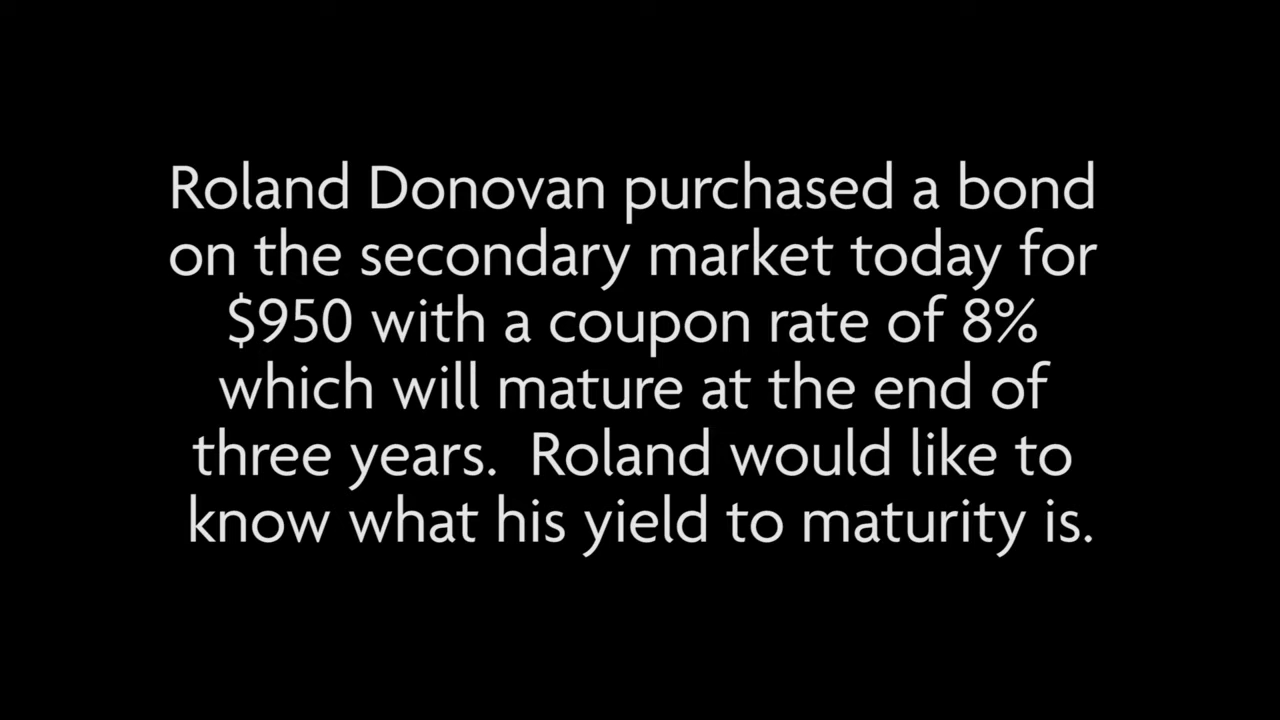 Roland Donovan purchased a bond
on the secondary market today for
$950 with a coupon rate of 8%
which will mature at the end of
three years.  Roland would like to
know what his yield to maturity is.